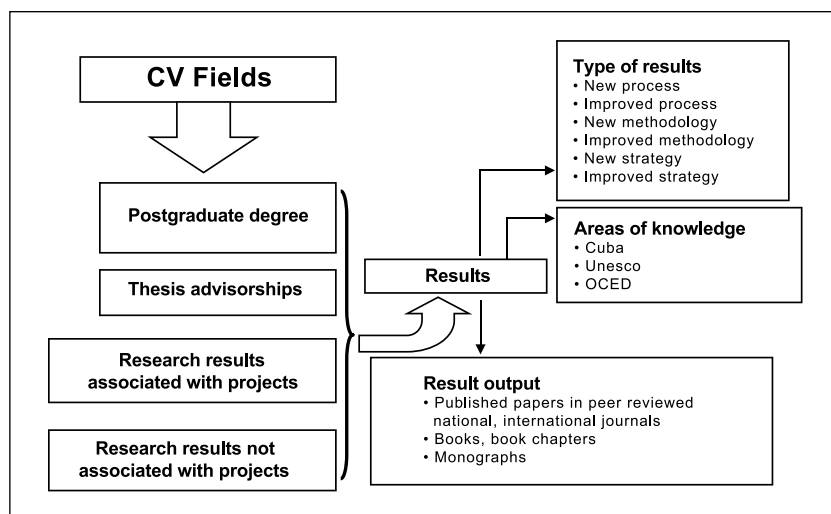 CV Fields
Postgraduate degree
Thesis advisorships
Research results
associated with projects
Research results not
associated with projects
Results
Type of results
• New process
• Improved process
• New methodology
• Improved methodology
• New strategy
• Improved strategy
Areas of knowledge
• Cuba
• Unesco
• OCED
Result output
• Published papers in peer reviewed
national, international journals
• Books, book chapters
• Monographs